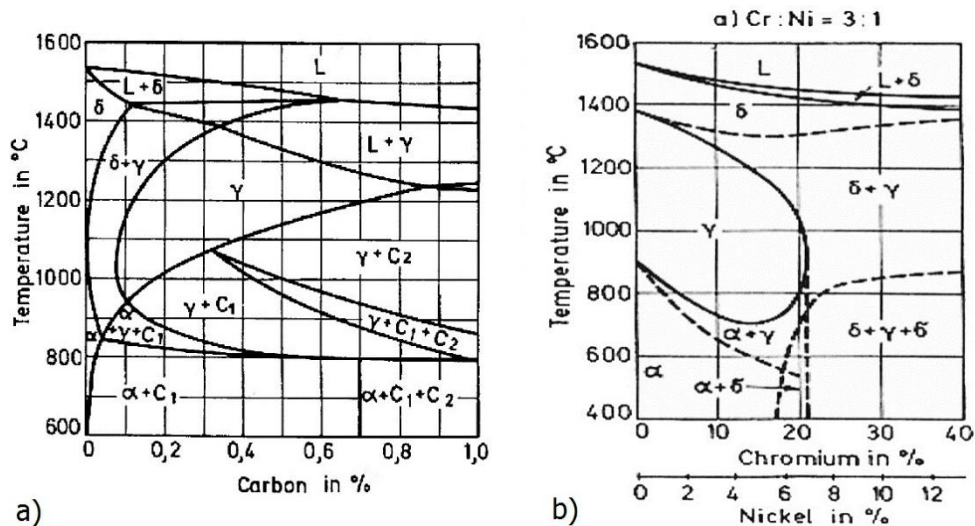 1600
1400
1200
1000
800
600
Temperature in °C
L
L + δ
δ
L + γ
δ+γ
γ
γ + C₂
γ + C₁
γ + C₁ + C₂
α
α+γ+C₁
α + C₁
α + C₁ + C₂
0 0,2 0,4 0,6 0,8 1,0
Carbon in %
a)
a) Cr : Ni = 3 : 1
1600
1400
1200
1000
800
600
400
Temperature in °C
L
L + δ
δ
δ + γ
γ
α + γ
δ + γ + б
α
α + б
0 10 20 30 40
Chromium in %
0 2 4 6 8 10 12
Nickel in %
b)